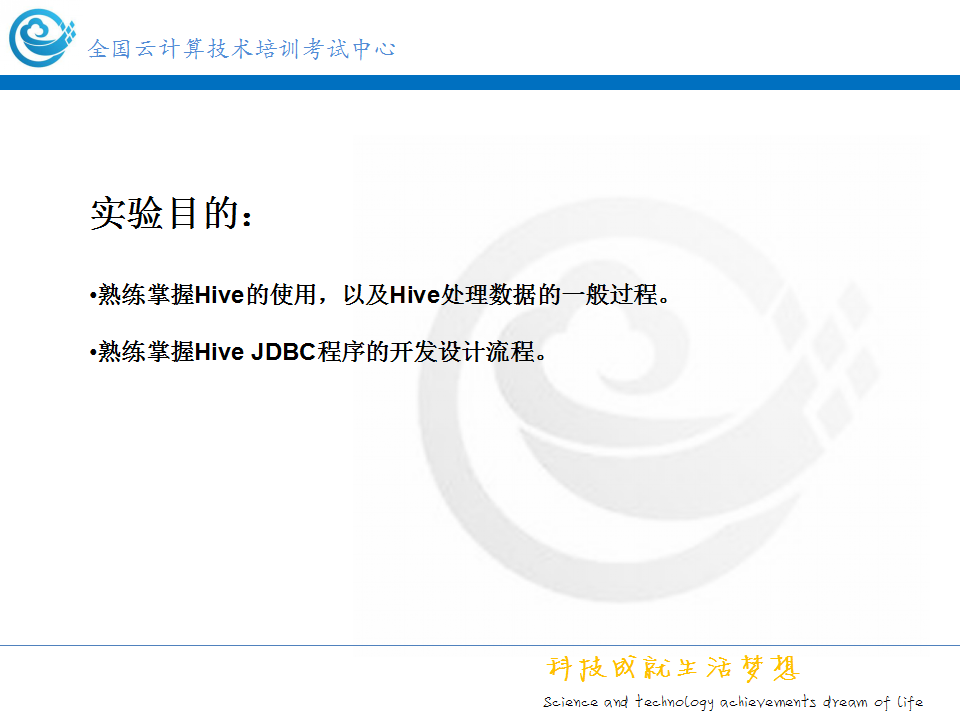 全国云计算技术培训考试中心
实验目的：
•熟练掌握Hive的使用，以及Hive处理数据的一般过程。
•熟练掌握Hive JDBC程序的开发设计流程。
科技成就生活梦想
Science and technology achievements dream of life